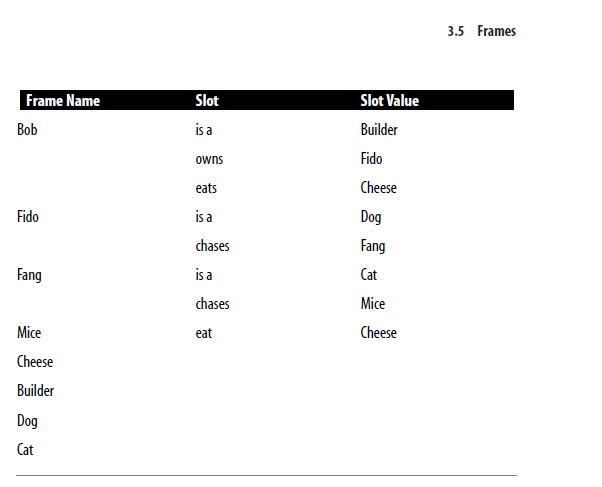 3.5 Frames
Frame Name Slot Slot Value
Bob is a Builder
owns Fido
eats Cheese
Fido is a Dog
chases Fang
Fang is a Cat
chases Mice
Mice eat Cheese
Cheese
Builder
Dog
Cat